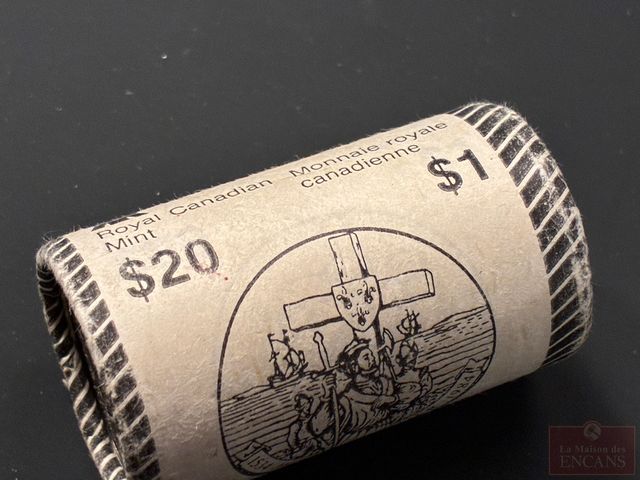 Royal Canadian
Mint
Monnaie royale
canadienne
$20
$1
La Maison des
ENCANS